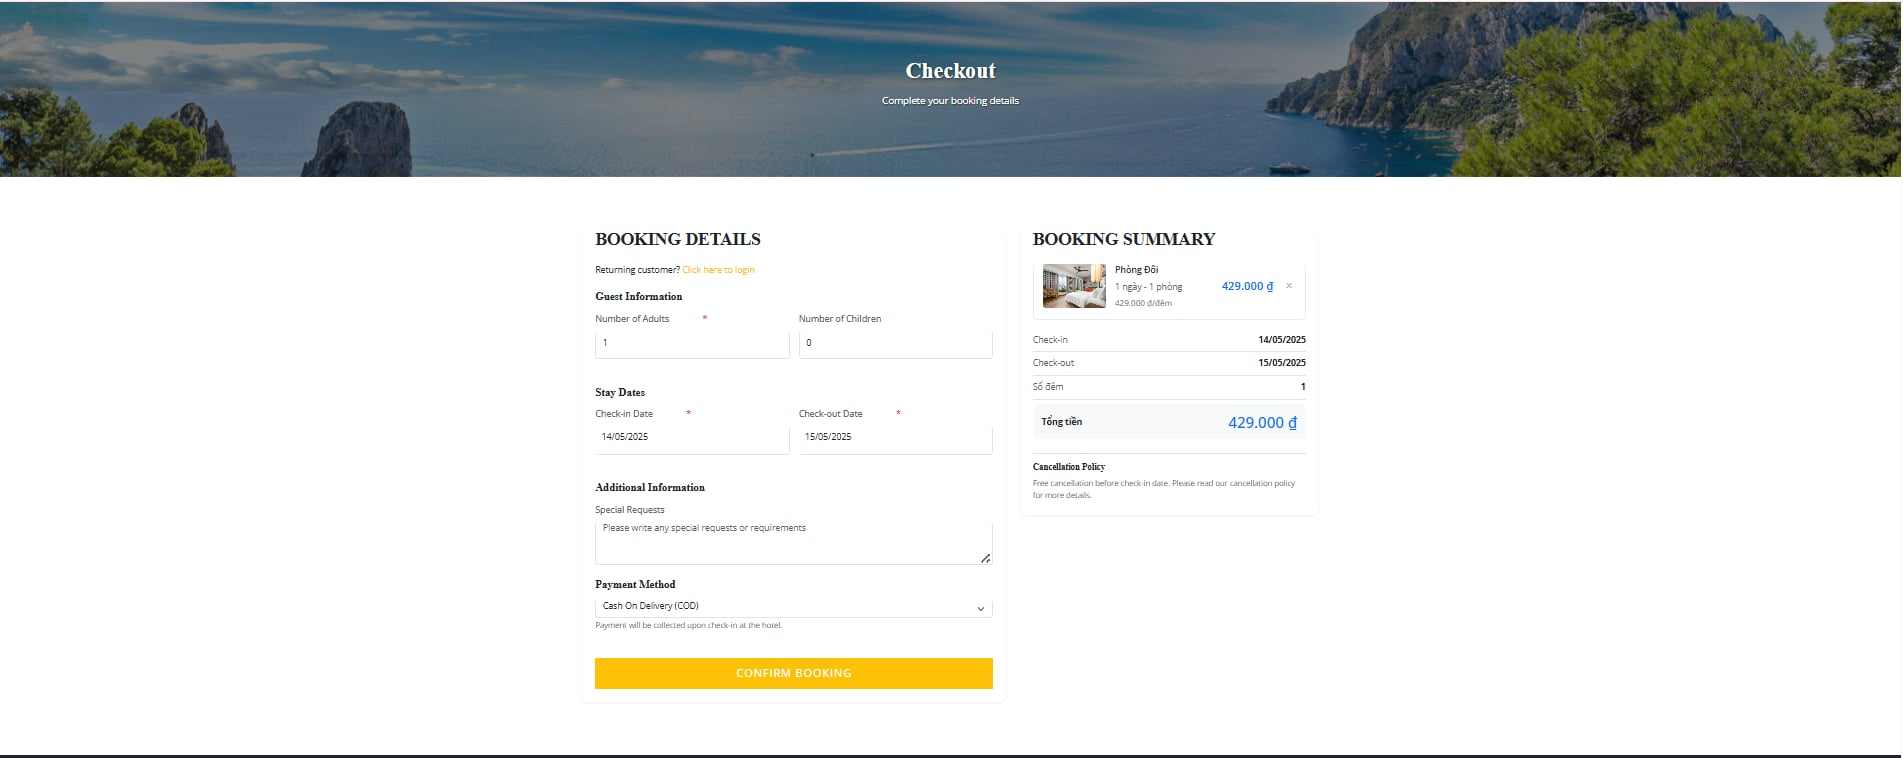 Checkout
Complete your booking details
BOOKING DETAILS
Returning customer? Click here to login
Guest Information
Number of Adults *
Number of Children
1
0
Stay Dates
Check-in Date *
Check-out Date *
14/05/2025
15/05/2025
Additional Information
Special Requests
Please write any special requests or requirements
Payment Method
Cash On Delivery (COD)
Payment will be collected upon check-in at the hotel.
CONFIRM BOOKING
BOOKING SUMMARY
Phòng Đôi
1 ngày - 1 phòng
429.000 ₫/đêm
429.000 ₫ ×
Check-in 14/05/2025
Check-out 15/05/2025
Số đêm 1
Tổng tiền 429.000 ₫
Cancellation Policy
Free cancellation before check-in date. Please read our cancellation policy
for more details.